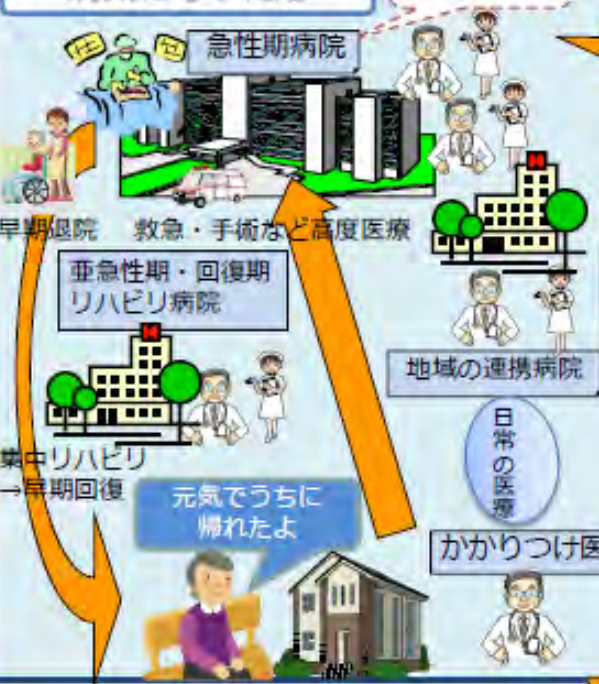 急性期病院
早期退院
救急・手術など高度医療
亜急性期・回復期
リハビリ病院
地域の連携病院
集中リハビリ
→早期回復
日常の医療
元気でうちに
帰れたよ
かかりつけ医